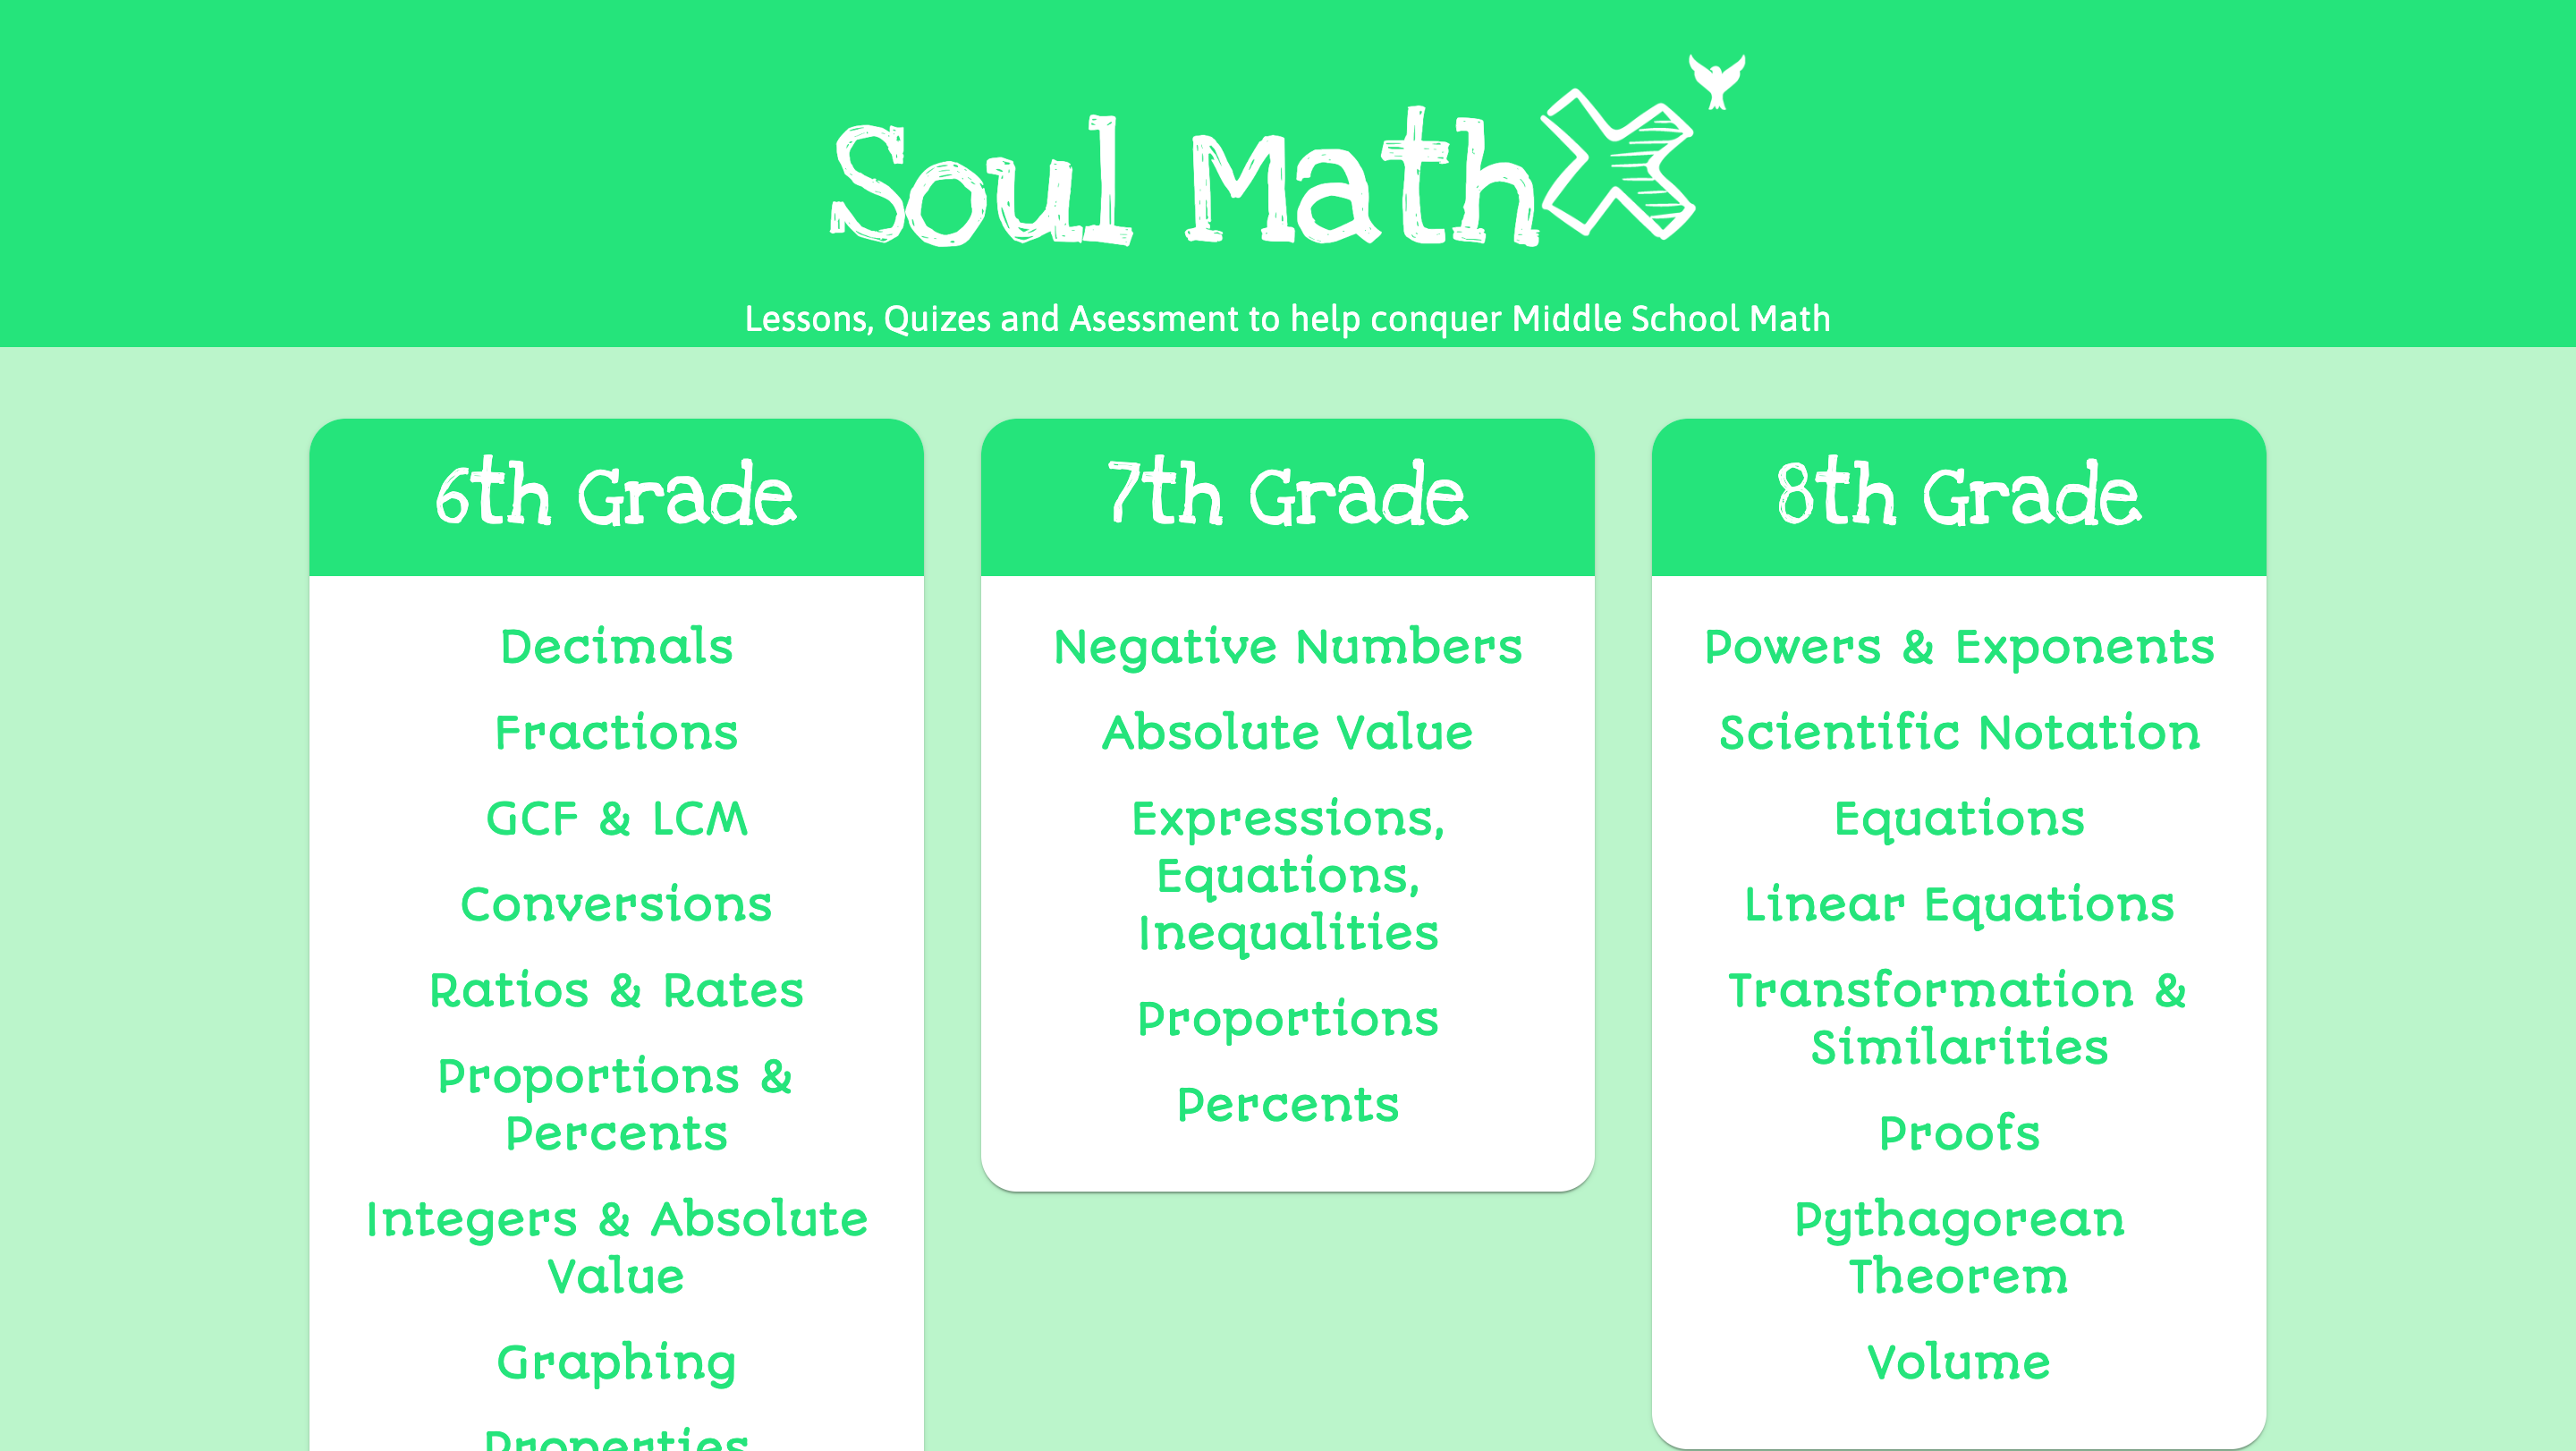 Soul Math
Lessons, Quizes and Asessment to help conquer Middle School Math
6th Grade
Decimals
Fractions
GCF & LCM
Conversions
Ratios & Rates
Proportions &
Percents
Integers & Absolute
Value
Graphing
Properties
7th Grade
Negative Numbers
Absolute Value
Expressions,
Equations,
Inequalities
Proportions
Percents
8th Grade
Powers & Exponents
Scientific Notation
Equations
Linear Equations
Transformation &
Similarities
Proofs
Pythagorean
Theorem
Volume